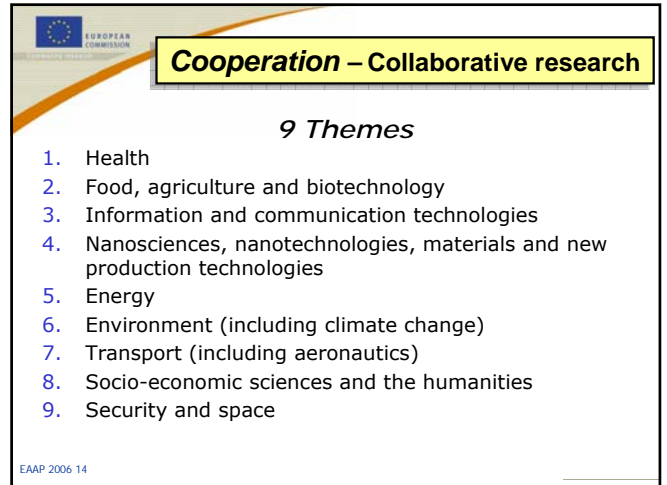 EUROPEAN
COMMISSION
Community research
Cooperation – Collaborative research
9 Themes
1. Health
2. Food, agriculture and biotechnology
3. Information and communication technologies
4. Nanosciences, nanotechnologies, materials and new
production technologies
5. Energy
6. Environment (including climate change)
7. Transport (including aeronautics)
8. Socio-economic sciences and the humanities
9. Security and space
EAAP 2006 14